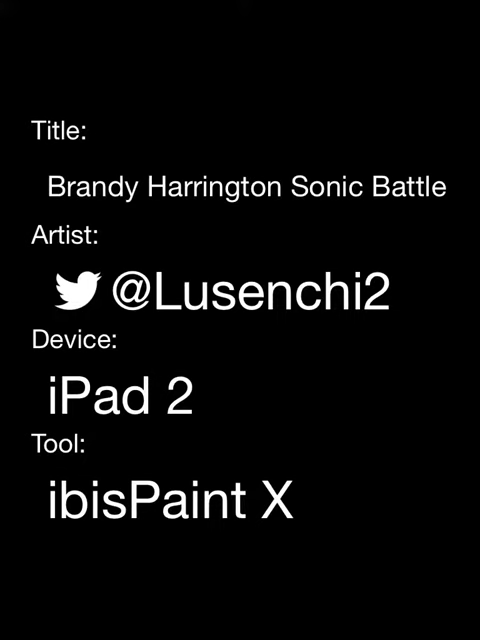 Title:
Brandy Harrington Sonic Battle
Artist:
@Lusenchi2
Device:
iPad 2
Tool:
ibisPaint X